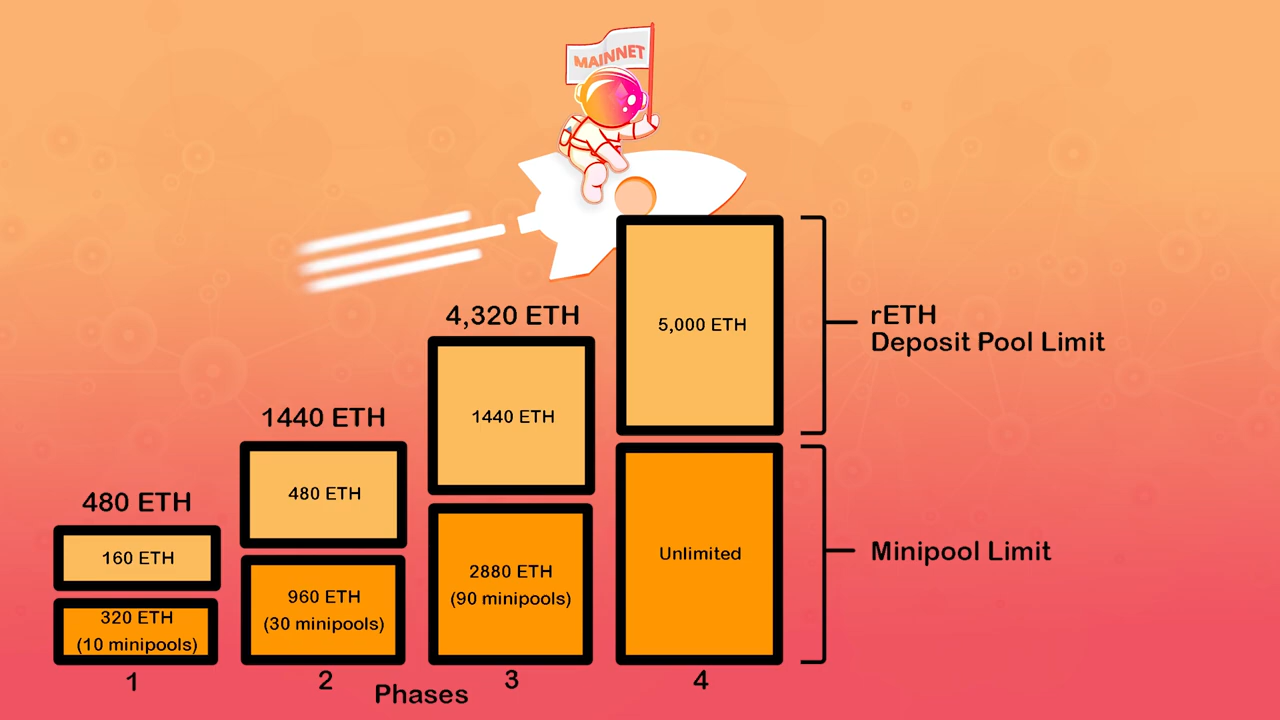 MAINNET
4,320 ETH
1440 ETH
480 ETH
5,000 ETH
1440 ETH
480 ETH
160 ETH
rETH
Deposit Pool Limit
Unlimited
2880 ETH
(90 minipools)
960 ETH
(30 minipools)
320 ETH
(10 minipools)
Minipool Limit
1
2
3
4
Phases